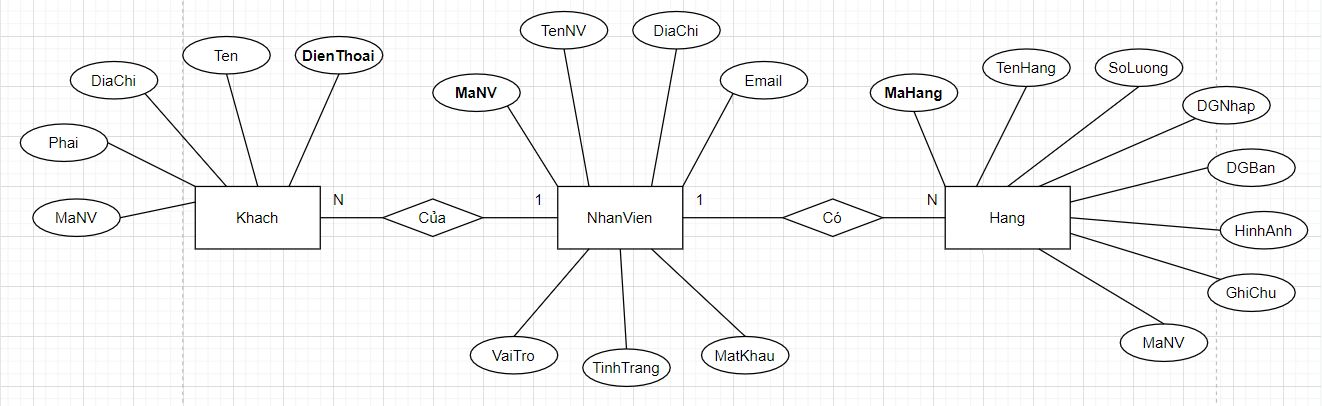 TenNV
DiaChi
Ten
DienThoai
DiaChi
MaNV
Email
MaHang
TenHang
SoLuong
DGNhap
Phai
DGBan
MaNV
Khach
N
Của
1
NhanVien
1
Có
N
Hang
HinhAnh
GhiChu
MaNV
VaiTro
TinhTrang
MatKhau